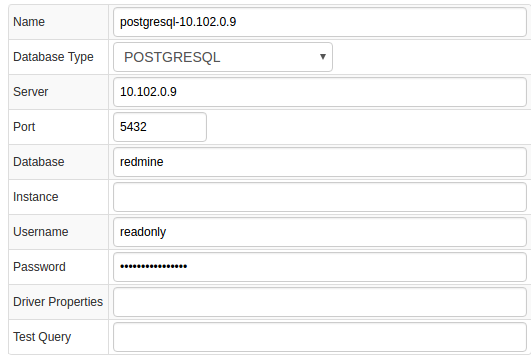 Name postgresql-10.102.0.9
Database Type POSTGRESQL
Server 10.102.0.9
Port 5432
Database redmine
Instance
Username readonly
Password ••••••••••••••••
Driver Properties
Test Query